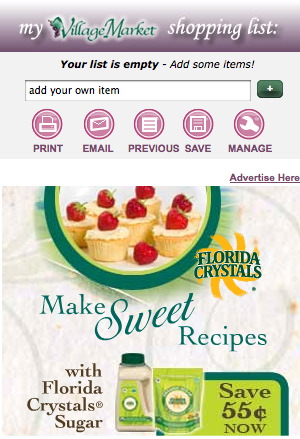 my VillageMarket shopping list:
Your list is empty - Add some items!
add your own item +
PRINT EMAIL PREVIOUS SAVE MANAGE
Advertise Here
FLORIDA
CRYSTALS®
Make
Sweet
Recipes
with
Florida
Crystals®
Sugar
Save
55¢
NOW